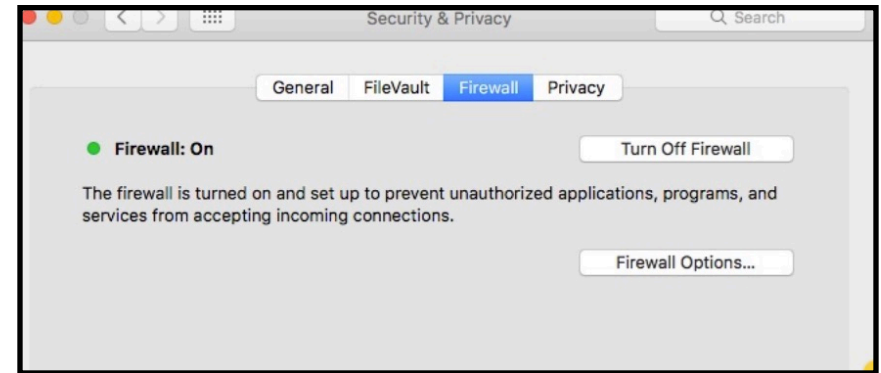 Security & Privacy
Search
General FileVault Firewall Privacy
Firewall: On
Turn Off Firewall
The firewall is turned on and set up to prevent unauthorized applications, programs, and
services from accepting incoming connections.
Firewall Options...